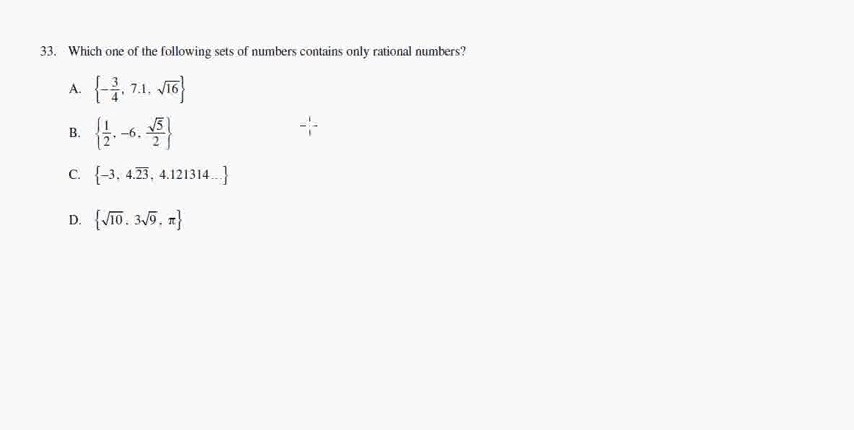 33. Which one of the following sets of numbers contains only rational numbers?
A. {−3/4, 7.1, √16}
B. {1/2, −6, √5/2}
C. {−3, 4.2̅3̅, 4.121314…}
D. {√10, 3√9, π}